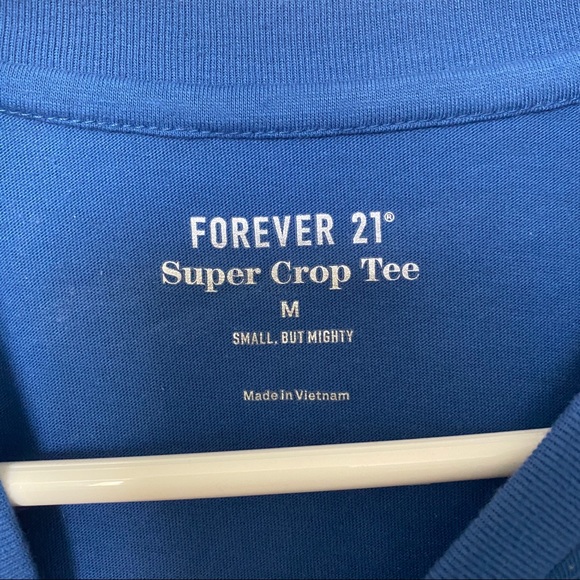 FOREVER 21®
Super Crop Tee
M
SMALL, BUT MIGHTY
Made in Vietnam